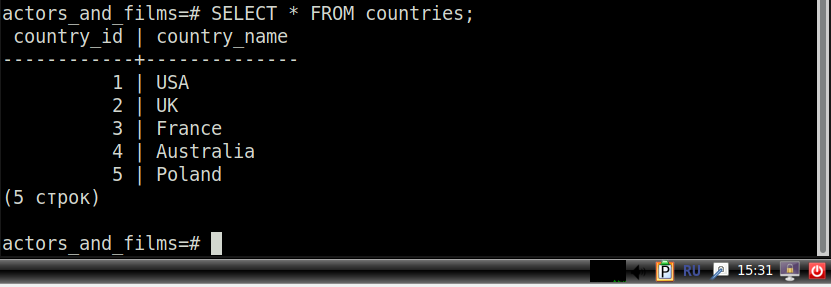 actors_and_films=# SELECT * FROM countries;
 country_id | country_name
------------+--------------
          1 | USA
          2 | UK
          3 | France
          4 | Australia
          5 | Poland
(5 строк)
actors_and_films=#
P RU 15:31